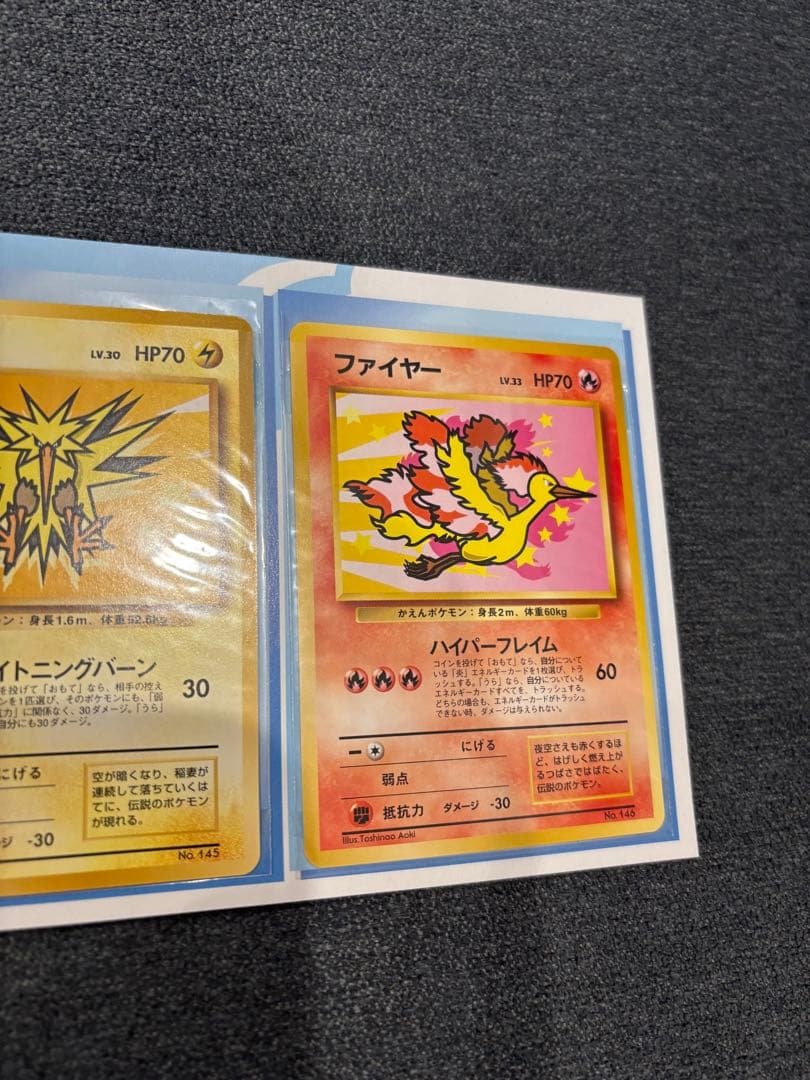 LV.30 HP70
ン：身長1.6m、体重52.6kg
イトニングバーン
を投げて「おもて」なら、相手の控え
ンを1匹選び、そのポケモンにも、「弱
抗力」に関係なく、30ダメージ。「うら」
自分にも30ダメージ。
30
にげる
ジ -30
空が暗くなり、稲妻が
連続して落ちていくは
てに、伝説のポケモン
が現れる。
No. 145
ファイヤー LV.33 HP70
かえんポケモン：身長2m、体重60kg
ハイパーフレイム
コインを投げて「おもて」なら、自分について
いる「炎」エネルギーカードを1枚選び、トラ
ッシュする。「うら」なら、自分についている
エネルギーカードすべてを、トラッシュする。
どちらの場合も、エネルギーカードがトラッシュ
できない時、ダメージは与えられない。
60
にげる
弱点
抵抗力 ダメージ -30
夜空さえも赤くするほ
ど、はげしく燃え上が
るつばさではばたく、
伝説のポケモン。
Illus.Toshinao Aoki
No. 146